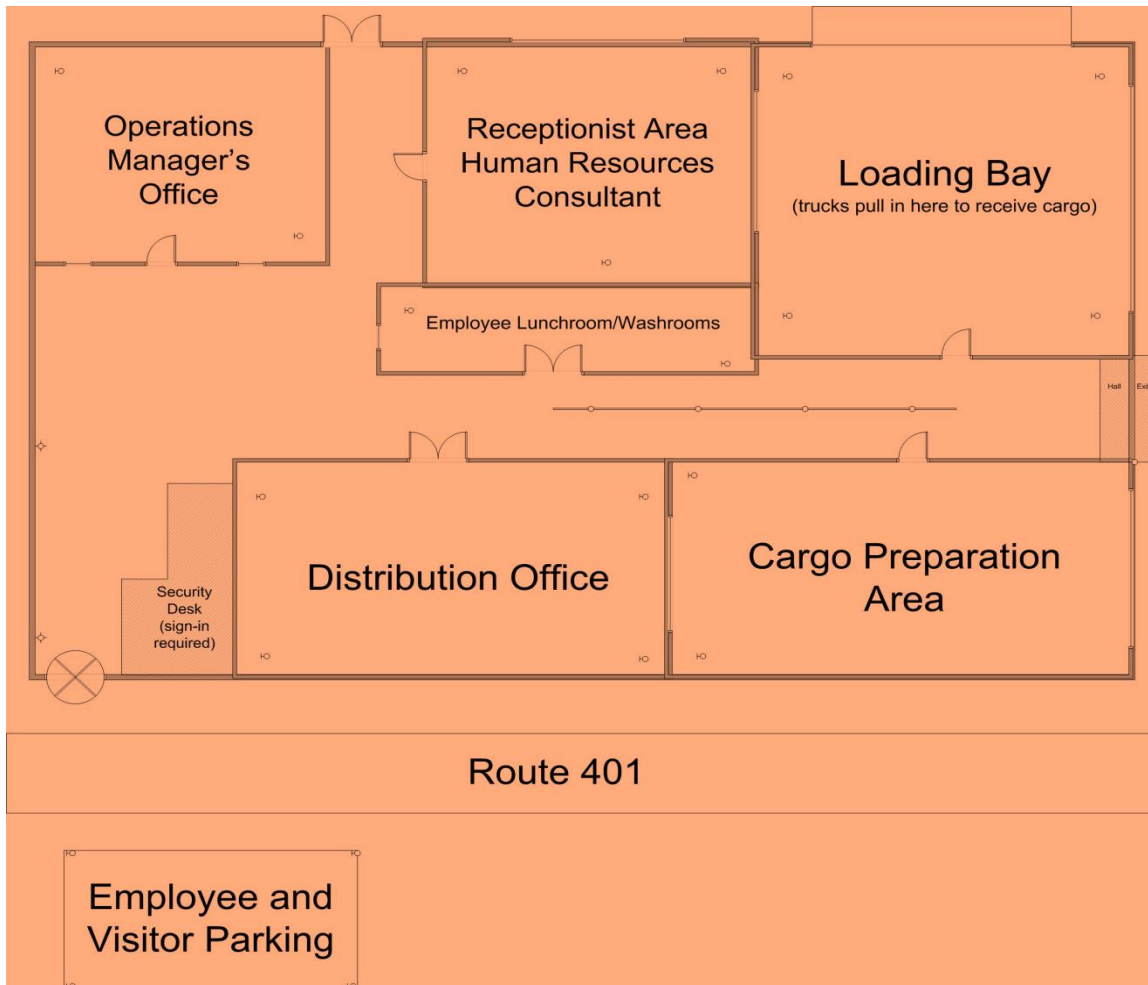 Operations
Manager's
Office
Receptionist Area
Human Resources
Consultant
Loading Bay
(trucks pull in here to receive cargo)
Employee Lunchroom/Washrooms
Hall
Security
Desk
(sign-in
required)
Distribution Office
Cargo Preparation
Area
Route 401
Employee and
Visitor Parking